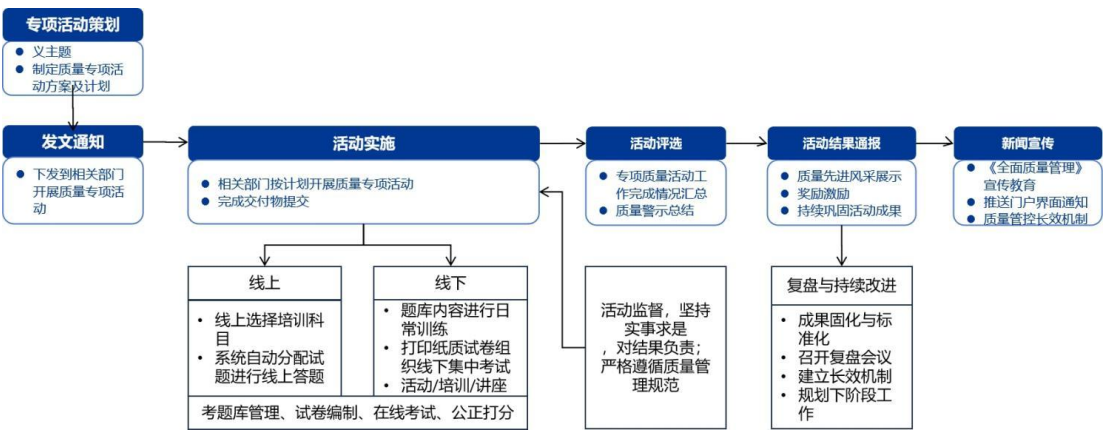 专项活动策划
义主题
制定质量专项活
动方案及计划
发文通知
下发到相关部门
开展质量专项活
动
活动实施
相关部门按计划开展质量专项活动
完成交付物提交
活动评选
专项质量活动工
作完成情况汇总
质量警示总结
活动结果通报
质量先进风采展示
奖励激励
持续巩固活动成果
新闻宣传
《全面质量管理》
宣传教育
推送门户界面通知
质量管控长效机制
线上
线上选择培训科
目
系统自动分配试
题进行线上答题
线下
题库内容进行日
常训练
打印纸质试卷组
织线下集中考试
活动/培训/讲座
考题库管理、试卷编制、在线考试、公正打分
活动监督，坚持
实事求是
，对结果负责；
严格遵循质量管
理规范
复盘与持续改进
成果固化与标
准化
召开复盘会议
建立长效机制
规划下阶段工
作